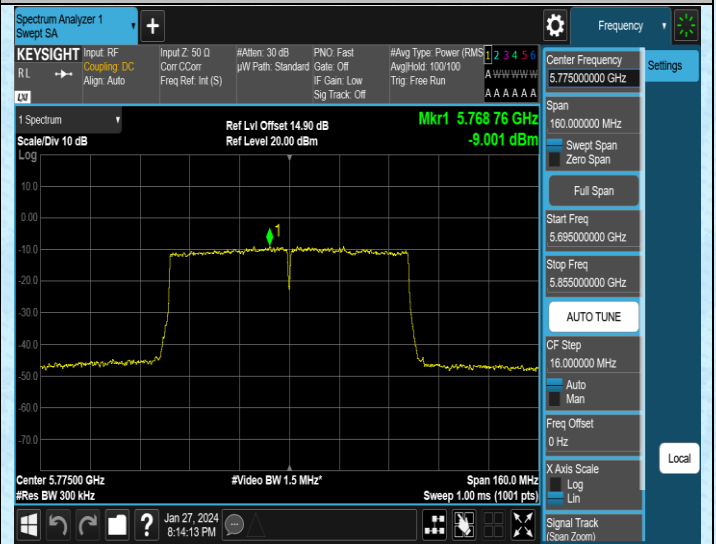 Spectrum Analyzer 1
Swept SA
+
Frequency
KEYSIGHT
RL
LXI
Input: RF
Coupling: DC
Align: Auto
Input Z: 50 Ω
Corr CCorr
Freq Ref: Int (S)
#Atten: 30 dB
µW Path: Standard
PNO: Fast
Gate: Off
IF Gain: Low
Sig Track: Off
#Avg Type: Power (RMS
Avg|Hold: 100/100
Trig: Free Run
1 2 3 4 5 6
A W W W W W
A A A A A A
1 Spectrum
Scale/Div 10 dB
Log
Ref Lvl Offset 14.90 dB
Ref Level 20.00 dBm
Mkr1 5.768 76 GHz
-9.001 dBm
10.0
0.00
-10.0
-20.0
-30.0
-40.0
-50.0
-60.0
-70.0
1
Center 5.77500 GHz
#Res BW 300 kHz
#Video BW 1.5 MHz*
Span 160.0 MHz
Sweep 1.00 ms (1001 pts)
Center Frequency
5.775000000 GHz
Settings
Span
160.000000 MHz
Swept Span
Zero Span
Full Span
Start Freq
5.695000000 GHz
Stop Freq
5.855000000 GHz
AUTO TUNE
CF Step
16.000000 MHz
Auto
Man
Freq Offset
0 Hz
X Axis Scale
Log
Lin
Local
Signal Track
(Span Zoom)
?
Jan 27, 2024
8:14:13 PM